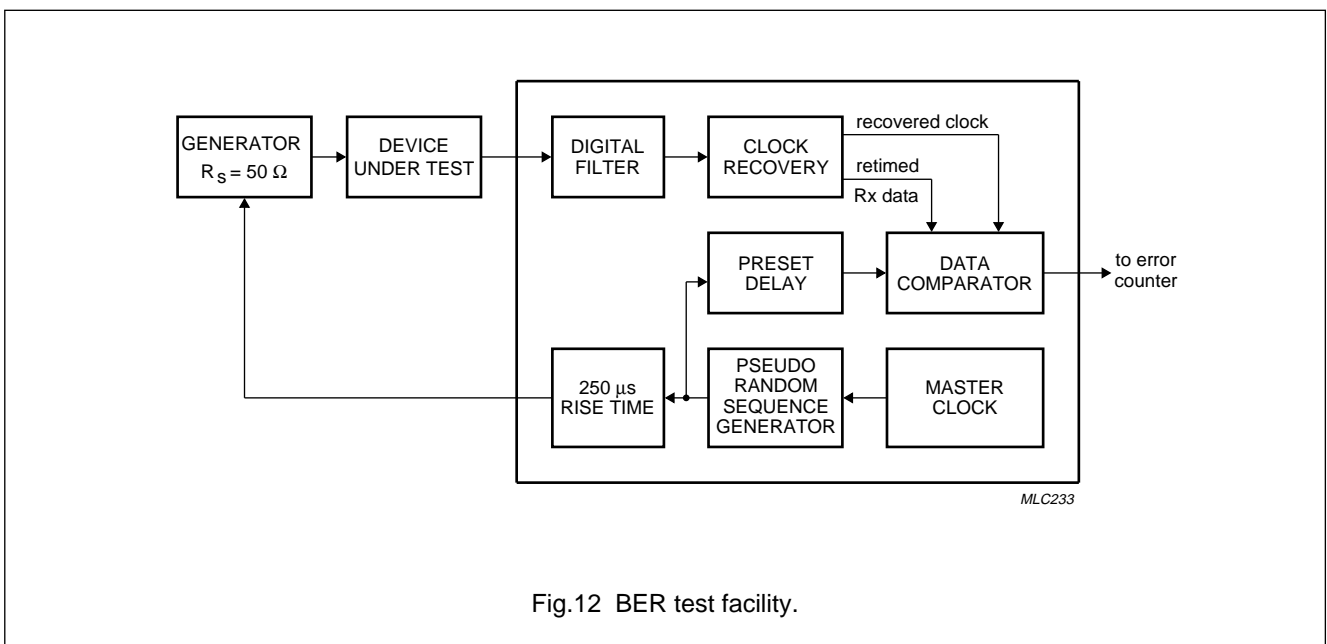 GENERATOR
RS = 50 Ω
DEVICE
UNDER TEST
DIGITAL
FILTER
CLOCK
RECOVERY
recovered clock
retimed
Rx data
PRESET
DELAY
DATA
COMPARATOR
to error
counter
250 µs
RISE TIME
PSEUDO
RANDOM
SEQUENCE
GENERATOR
MASTER
CLOCK
MLC233
Fig.12 BER test facility.